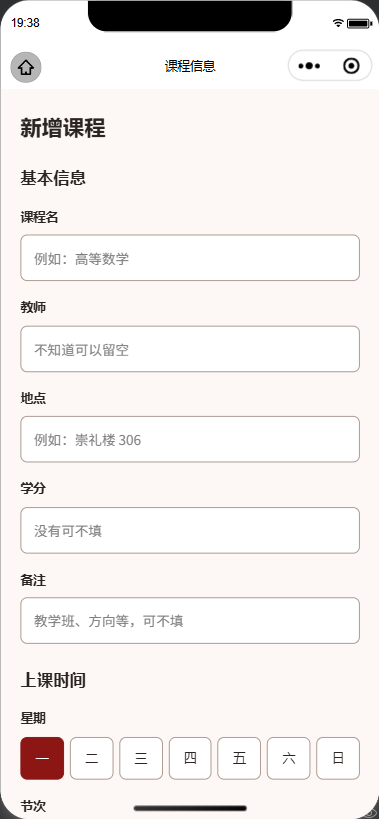 19:38
课程信息
新增课程
基本信息
课程名
例如：高等数学
教师
不知道可以留空
地点
例如：崇礼楼 306
学分
没有可不填
备注
教学班、方向等，可不填
上课时间
星期
一 二 三 四 五 六 日
节次